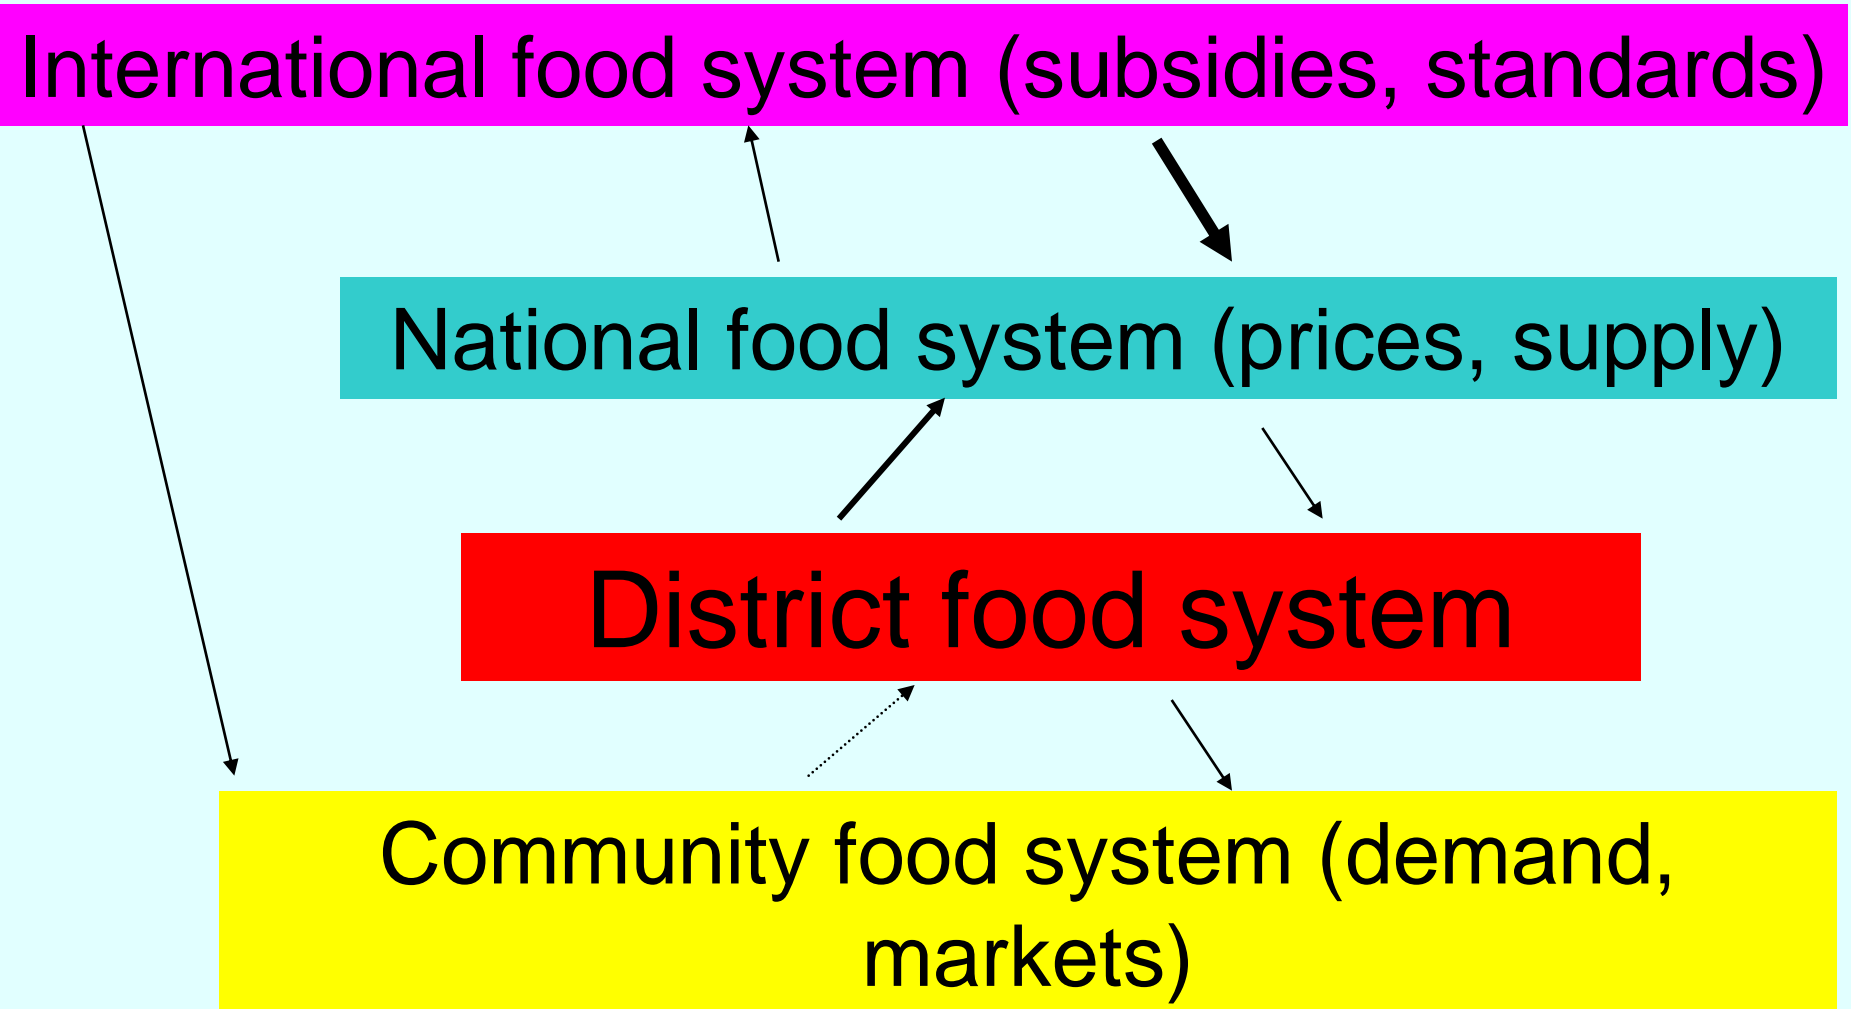 International food system (subsidies, standards)
National food system (prices, supply)
District food system
Community food system (demand,
markets)